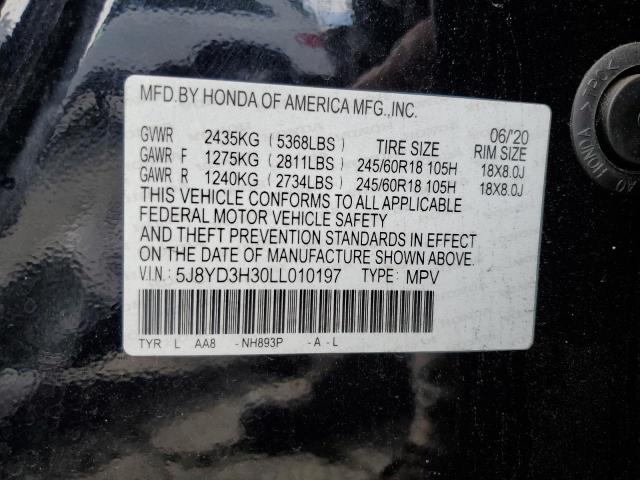 MFD. BY HONDA OF AMERICA MFG., INC.
06/'20
GVWR 2435KG (5368LBS) TIRE SIZE RIM SIZE
GAWR F 1275KG (2811LBS) 245/60R18 105H 18X8.0J
GAWR R 1240KG (2734LBS) 245/60R18 105H 18X8.0J
THIS VEHICLE CONFORMS TO ALL APPLICABLE
FEDERAL MOTOR VEHICLE SAFETY
AND THEFT PREVENTION STANDARDS IN EFFECT
ON THE DATE OF MANUFACTURE SHOWN ABOVE.
V.I.N.: 5J8YD3H30LL010197 TYPE: MPV
TYR L AA8 -NH893P -A-L
HONDA >POK